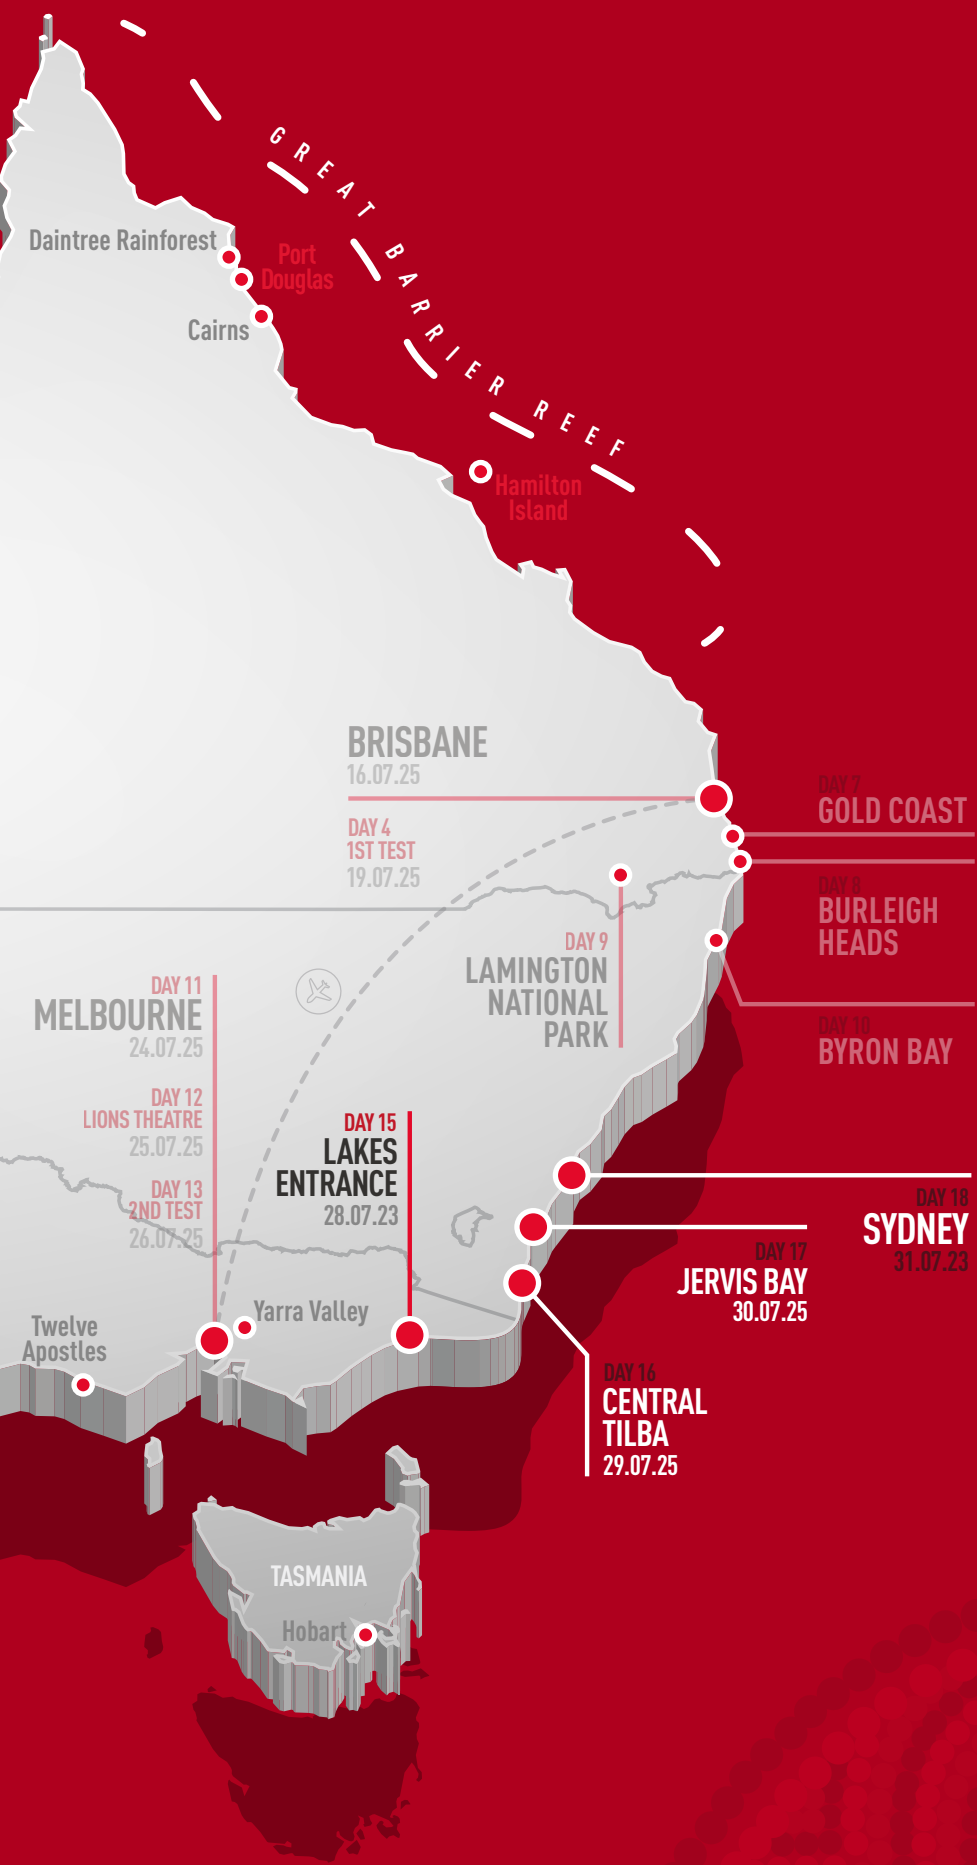 GREAT BARRIER REEF
Daintree Rainforest
Port
Douglas
Cairns
Hamilton
Island
BRISBANE
16.07.25
DAY 4
1ST TEST
19.07.25
DAY 7
GOLD COAST
DAY 8
BURLEIGH
HEADS
DAY 9
LAMINGTON
NATIONAL
PARK
DAY 10
BYRON BAY
DAY 11
MELBOURNE
24.07.25
DAY 12
LIONS THEATRE
25.07.25
DAY 13
2ND TEST
26.07.25
DAY 15
LAKES
ENTRANCE
28.07.23
DAY 18
SYDNEY
31.07.23
DAY 17
JERVIS BAY
30.07.25
Yarra Valley
Twelve
Apostles
DAY 16
CENTRAL
TILBA
29.07.25
TASMANIA
Hobart